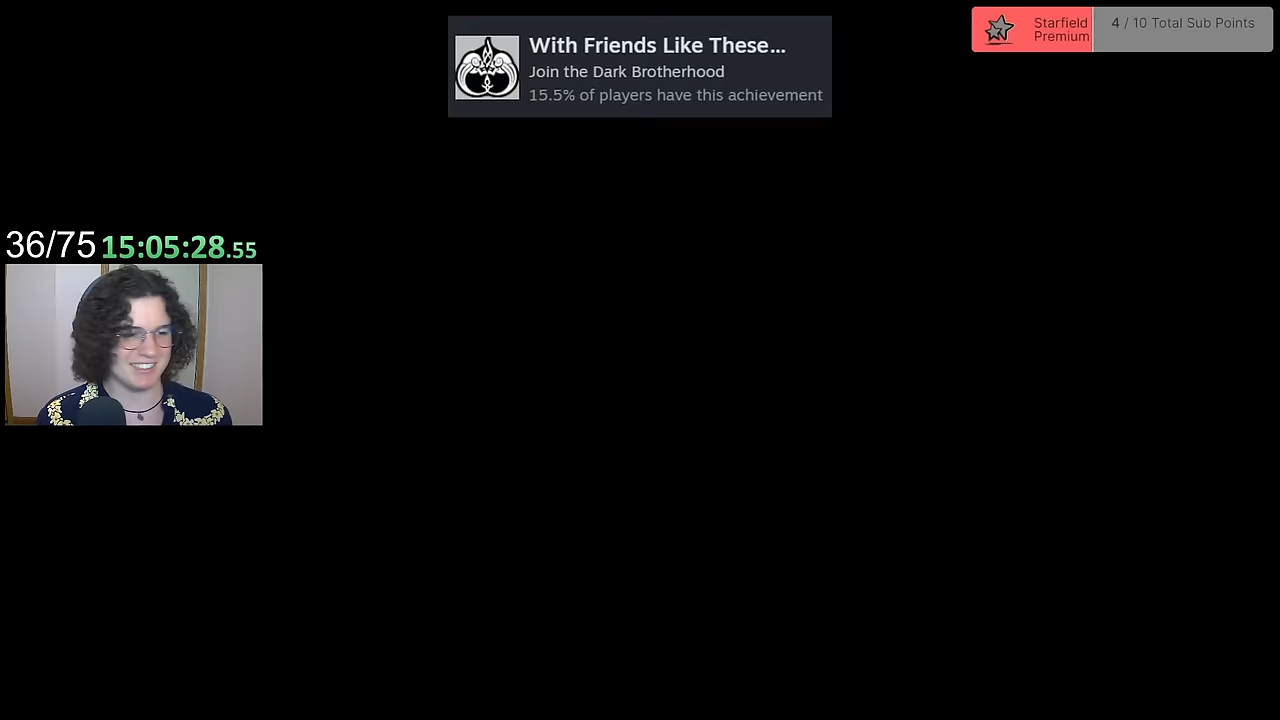 With Friends Like These...
Join the Dark Brotherhood
15.5% of players have this achievement
Starfield
Premium
4 / 10 Total Sub Points
36/75 15:05:28.55